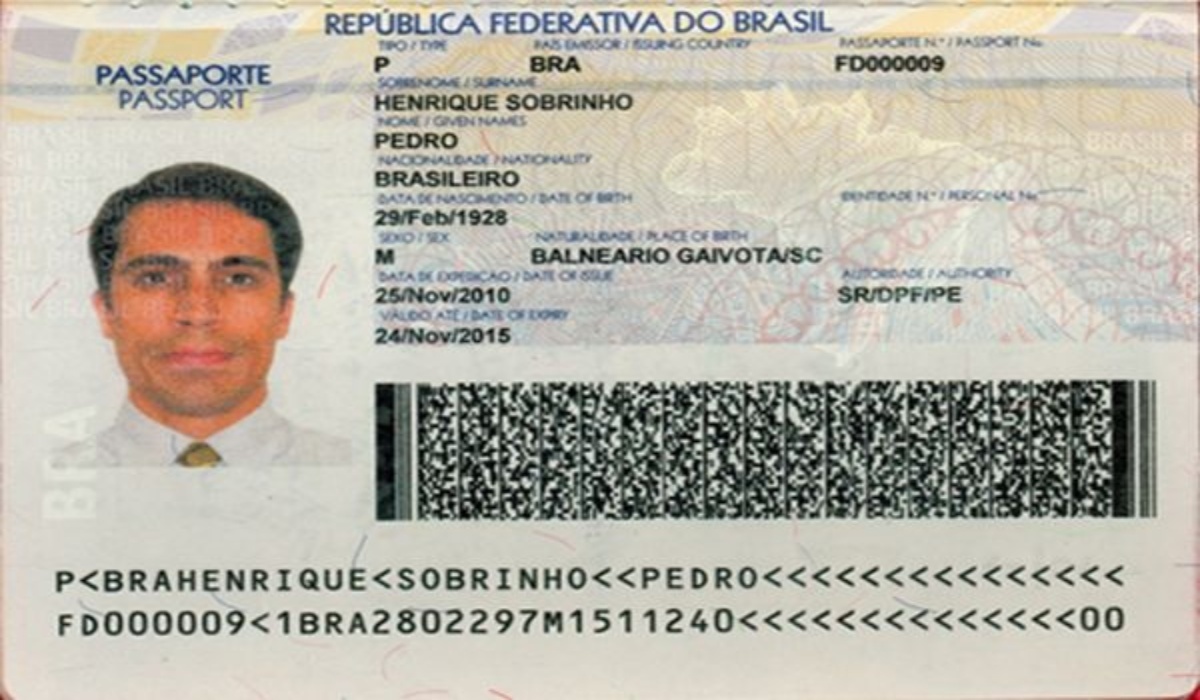 REPÚBLICA FEDERATIVA DO BRASIL
PASSAPORTE
PASSPORT
TIPO / TYPE PAÍS EMISSOR / ISSUING COUNTRY PASSAPORTE N.º / PASSPORT No.
P BRA FD000009
SOBRENOME / SURNAME
HENRIQUE SOBRINHO
NOME / GIVEN NAMES
PEDRO
NACIONALIDADE / NATIONALITY
BRASILEIRO
DATA DE NASCIMENTO / DATE OF BIRTH IDENTIDADE N.º / PERSONAL No.
29/Feb/1928
SEXO / SEX NATURALIDADE / PLACE OF BIRTH
M BALNEARIO GAIVOTA/SC
DATA DE EXPEDIÇÃO / DATE OF ISSUE AUTORIDADE / AUTHORITY
25/Nov/2010 SR/DPF/PE
VÁLIDO ATÉ / DATE OF EXPIRY
24/Nov/2015
BRA
P<BRAHENRIQUE<SOBRINHO<<PEDRO<<<<<<<<<<<<<<<
FD000009<1BRA2802297M1511240<<<<<<<<<<<<<<00